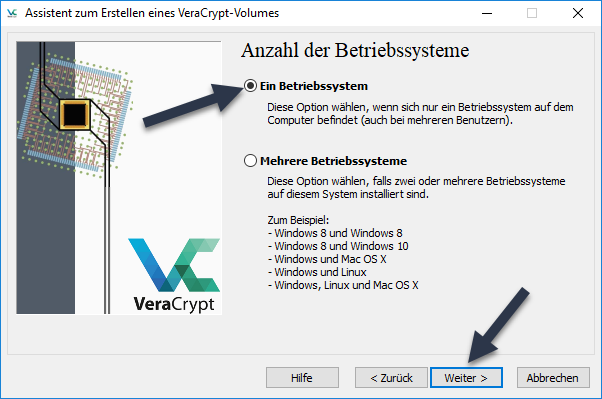 Assistent zum Erstellen eines VeraCrypt-Volumes
Anzahl der Betriebssysteme
Ein Betriebssystem
Diese Option wählen, wenn sich nur ein Betriebssystem auf dem
Computer befindet (auch bei mehreren Benutzern).
Mehrere Betriebssysteme
Diese Option wählen, falls zwei oder mehrere Betriebssysteme
auf diesem System installiert sind.
Zum Beispiel:
- Windows 8 und Windows 8
- Windows 8 und Windows 10
- Windows und Mac OS X
- Windows und Linux
- Windows, Linux und Mac OS X
VeraCrypt
Hilfe
< Zurück
Weiter >
Abbrechen